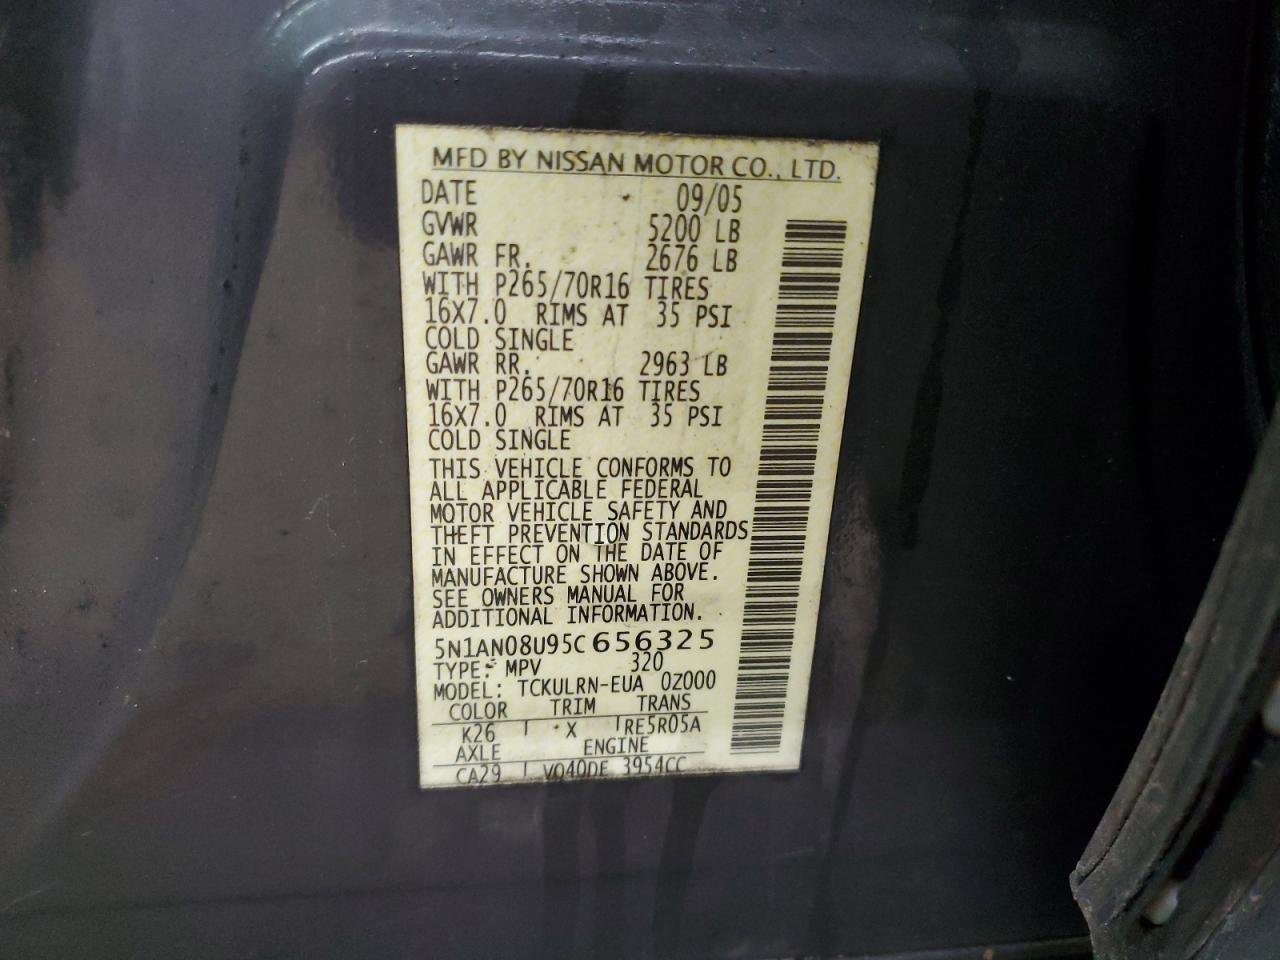 MFD BY NISSAN MOTOR CO., LTD.
DATE 09/05
GVWR 5200 LB
GAWR FR. 2676 LB
WITH P265/70R16 TIRES
16X7.0 RIMS AT 35 PSI
COLD SINGLE
GAWR RR. 2963 LB
WITH P265/70R16 TIRES
16X7.0 RIMS AT 35 PSI
COLD SINGLE
THIS VEHICLE CONFORMS TO
ALL APPLICABLE FEDERAL
MOTOR VEHICLE SAFETY AND
THEFT PREVENTION STANDARDS
IN EFFECT ON THE DATE OF
MANUFACTURE SHOWN ABOVE.
SEE OWNERS MANUAL FOR
ADDITIONAL INFORMATION.
5N1AN08U95C656325
TYPE: MPV 320
MODEL: TCKULRN-EUA 0Z000
COLOR TRIM TRANS
K26 X RE5R05A
AXLE ENGINE
CA29 VQ40DE 3954CC